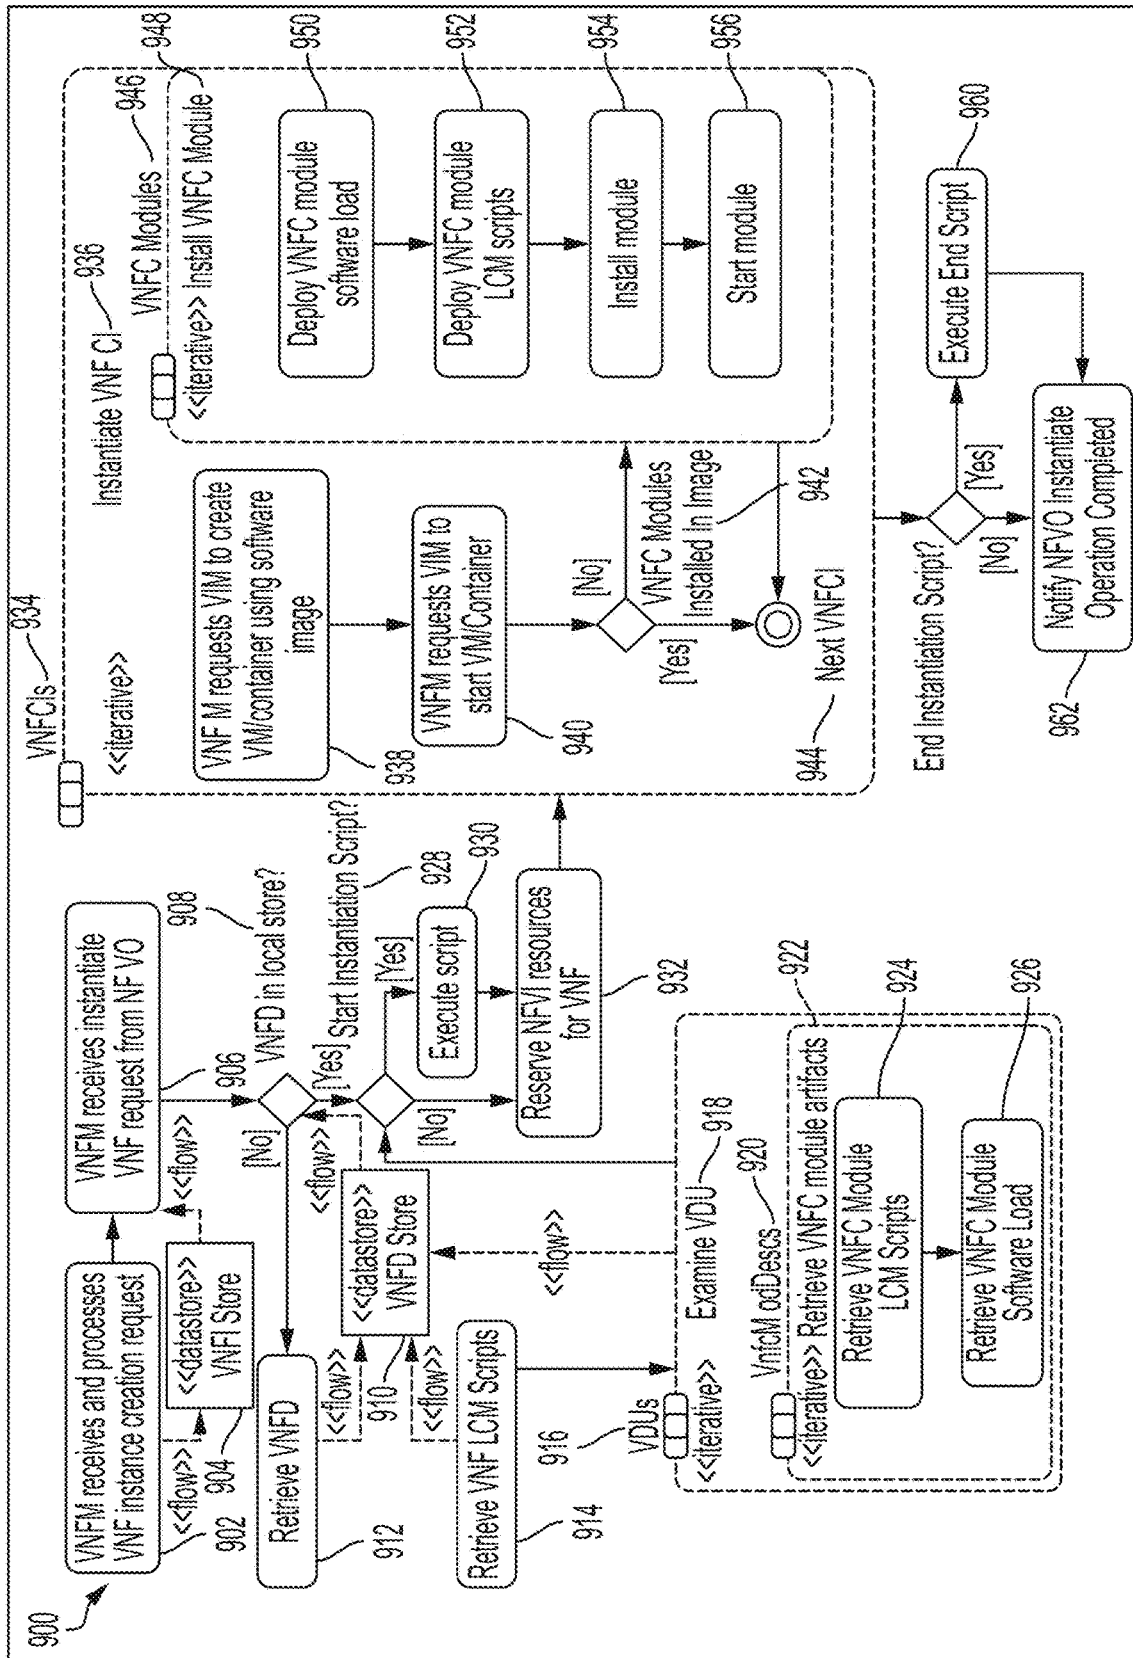 900
VNFM receives and processes
VNF instance creation request
902
<<flow>>
<<datastore>>
VNFI Store
904
<<flow>>
VNFM receives instantiate
VNF request from NF VO
906
VNFD in local store?
908
[No]
[Yes]
Retrieve VNFD
912
<<flow>>
<<datastore>>
VNFD Store
910
<<flow>>
<<flow>>
<<flow>>
Retrieve VNF LCM Scripts
914
VDUs
916
<<iterative>>
Examine VDU
918
VnfcM odDescs
920
<<iterative>> Retrieve VNFC module artifacts
922
Retrieve VNFC Module
LCM Scripts
924
Retrieve VNFC Module
Software Load
926
Start Instantiation Script?
928
[Yes]
[No]
Execute script
930
Reserve NFVI resources
for VNF
932
VNFCIs
934
<<iterative>>
Instantiate VNF CI
936
VNF M requests VIM to create
VM/container using software
image
938
VNFM requests VIM to
start VM/Container
940
[No]
[Yes]
VNFC Modules
Installed In Image
942
Next VNFCI
944
VNFC Modules
946
<<iterative>> Install VNFC Module
948
Deploy VNFC module
software load
950
Deploy VNFC module
LCM scripts
952
Install module
954
Start module
956
End Instantiation Script?
[Yes]
[No]
Execute End Script
960
Notify NFVO Instantiate
Operation Completed
962